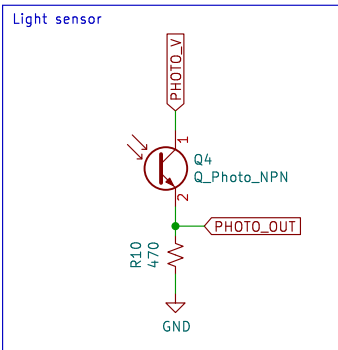 Light sensor
PHOTO_V
1
Q4
Q_Photo_NPN
2
PHOTO_OUT
R10
470
GND